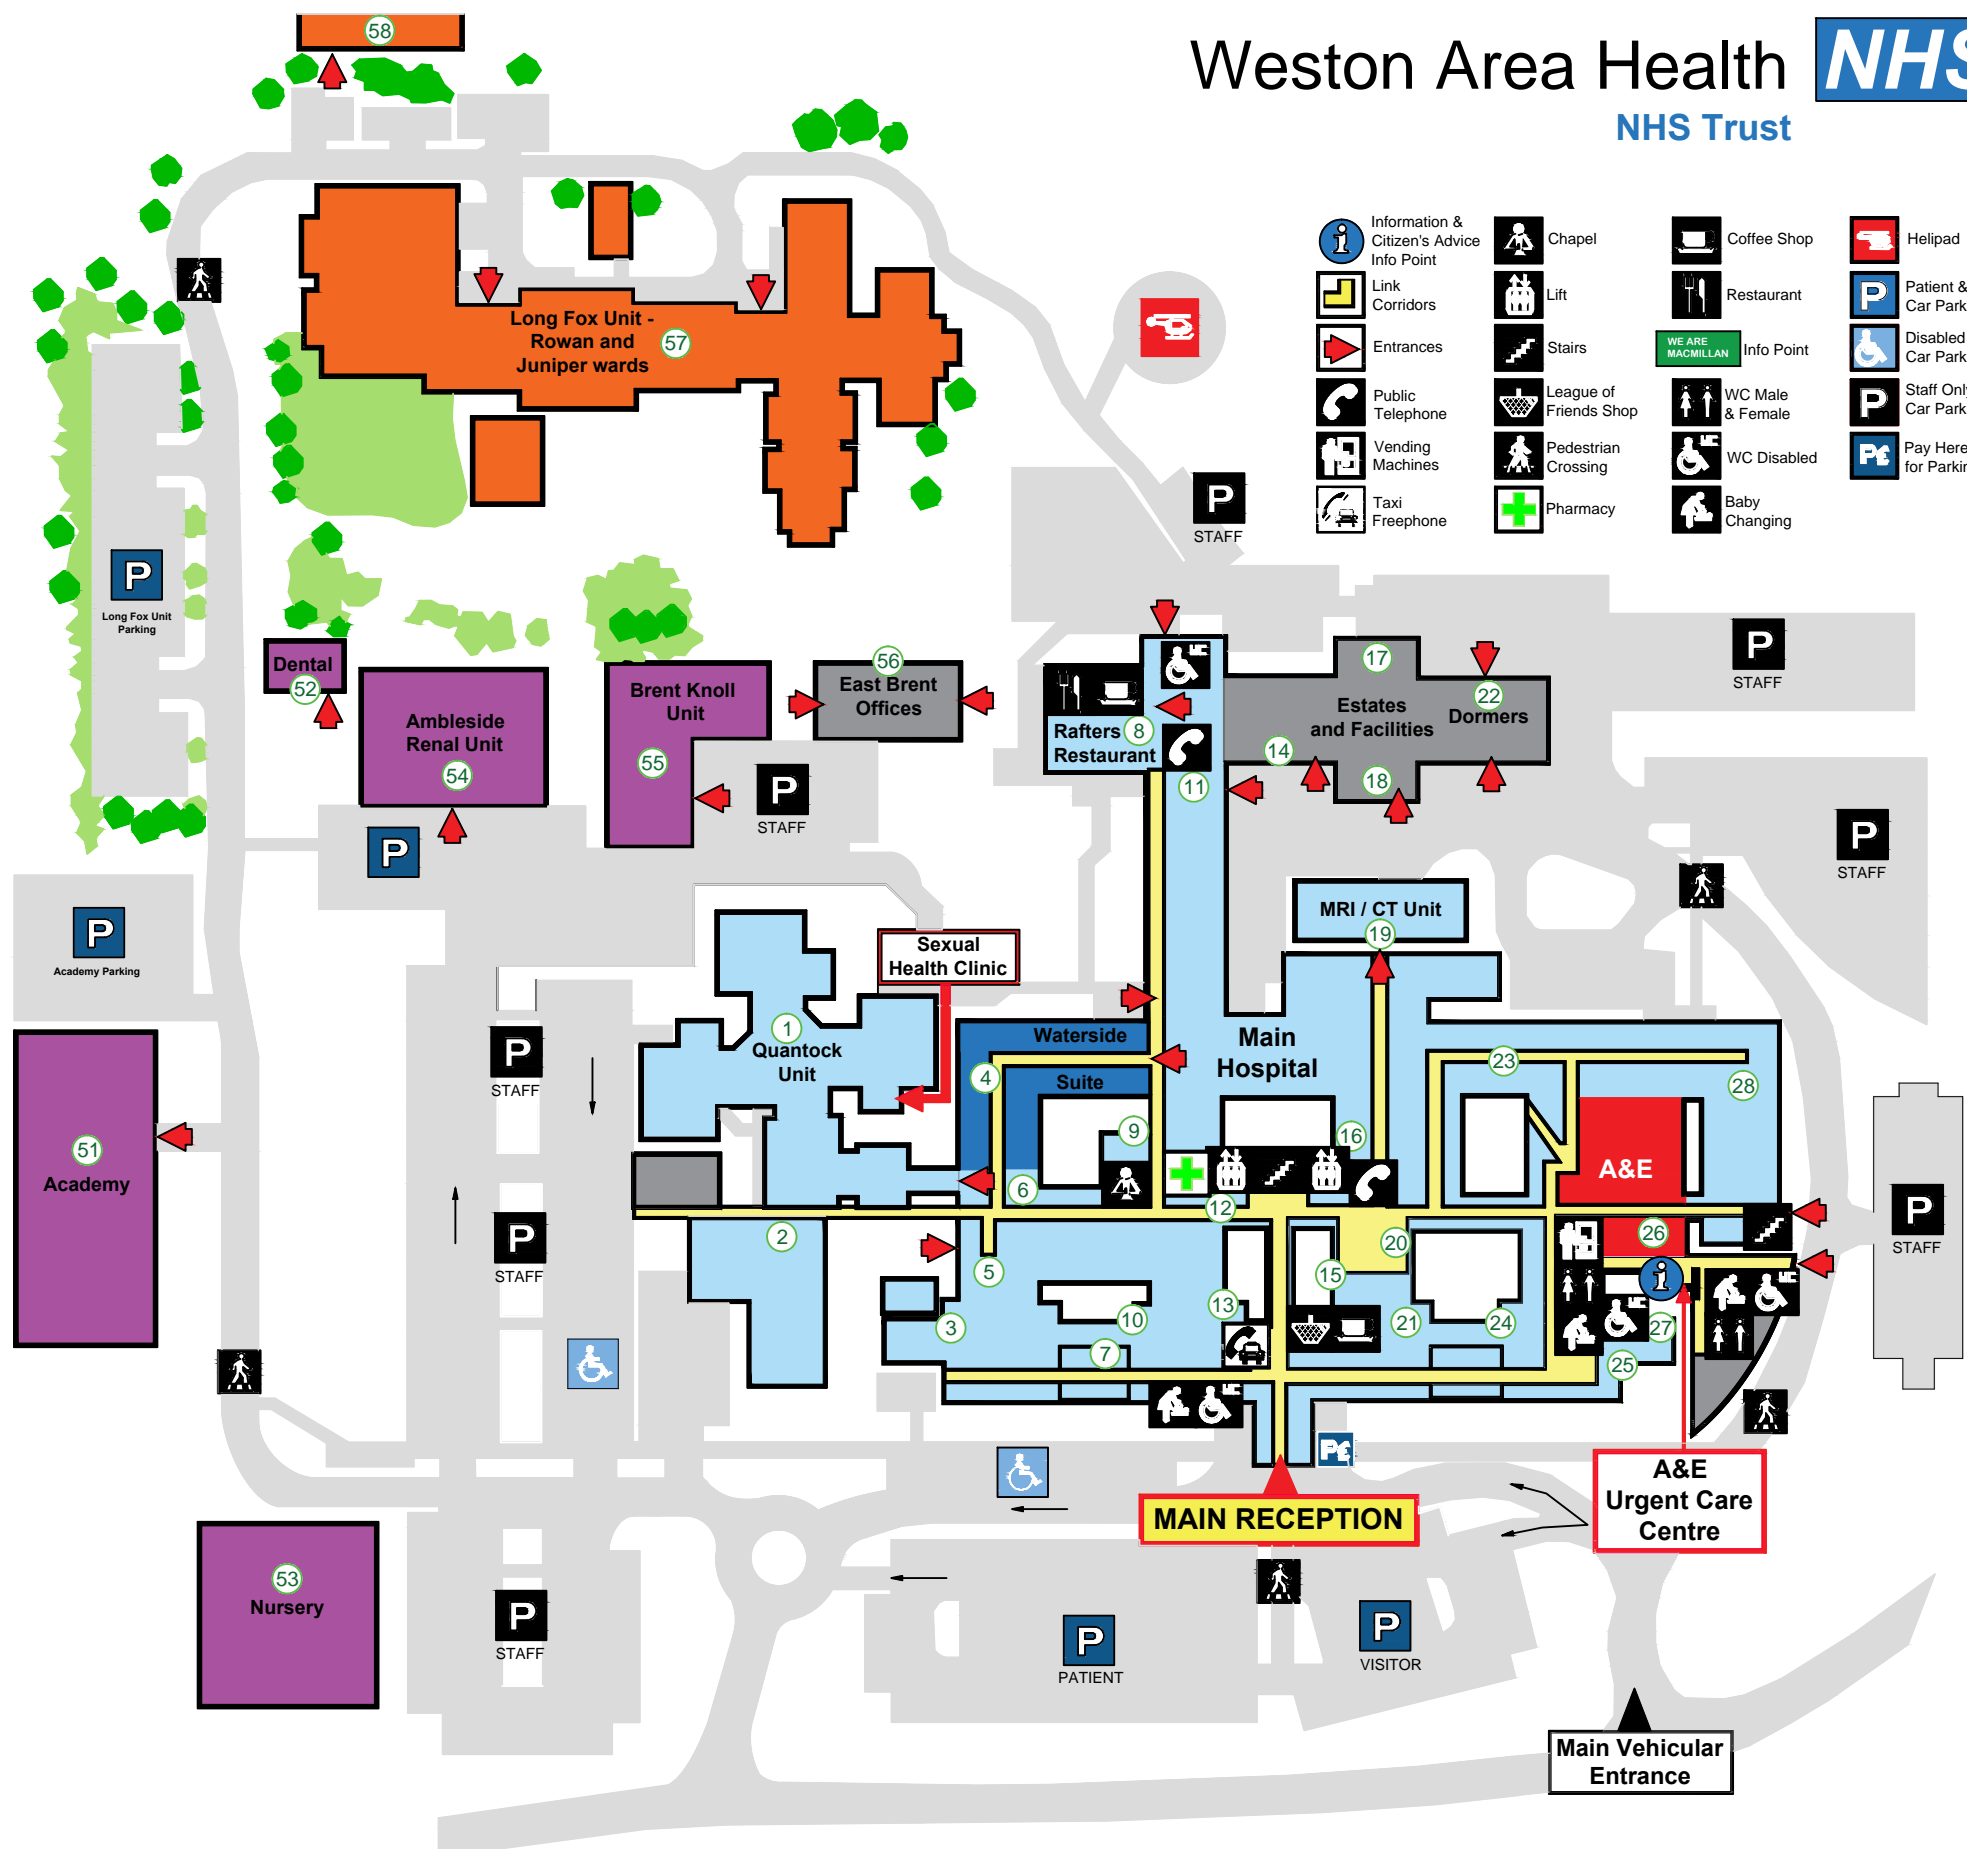 Weston Area Health NHS
NHS Trust
Information &
Citizen's Advice
Info Point
Chapel
Coffee Shop
Helipad
Link
Corridors
Lift
Restaurant
Patient &
Car Park
Entrances
Stairs
WE ARE
MACMILLAN
Info Point
Disabled
Car Park
Public
Telephone
League of
Friends Shop
WC Male
& Female
P
Staff Only
Car Park
Vending
Machines
Pedestrian
Crossing
WC Disabled
P£
Pay Here
for Parkin
Taxi
Freephone
Pharmacy
Baby
Changing
58
Long Fox Unit -
Rowan and
Juniper wards
57
P
STAFF
P
Long Fox Unit
Parking
Dental
52
Ambleside
Renal Unit
54
Brent Knoll
Unit
55
56
East Brent
Offices
P
STAFF
P
WC
Rafters
Restaurant
8
11
17
Estates
and Facilities
14
18
22
Dormers
P
STAFF
P
STAFF
P
Academy Parking
MRI / CT Unit
19
Sexual
Health Clinic
1
Quantock
Unit
Waterside
Suite
4
9
6
Main
Hospital
16
12
23
28
A&E
26
51
Academy
P
STAFF
P
STAFF
P
STAFF
2
5
3
10
7
13
15
20
21
24
27
25
WC
WC
WC
P£
MAIN RECEPTION
A&E
Urgent Care
Centre
53
Nursery
P
STAFF
P
PATIENT
P
VISITOR
Main Vehicular
Entrance